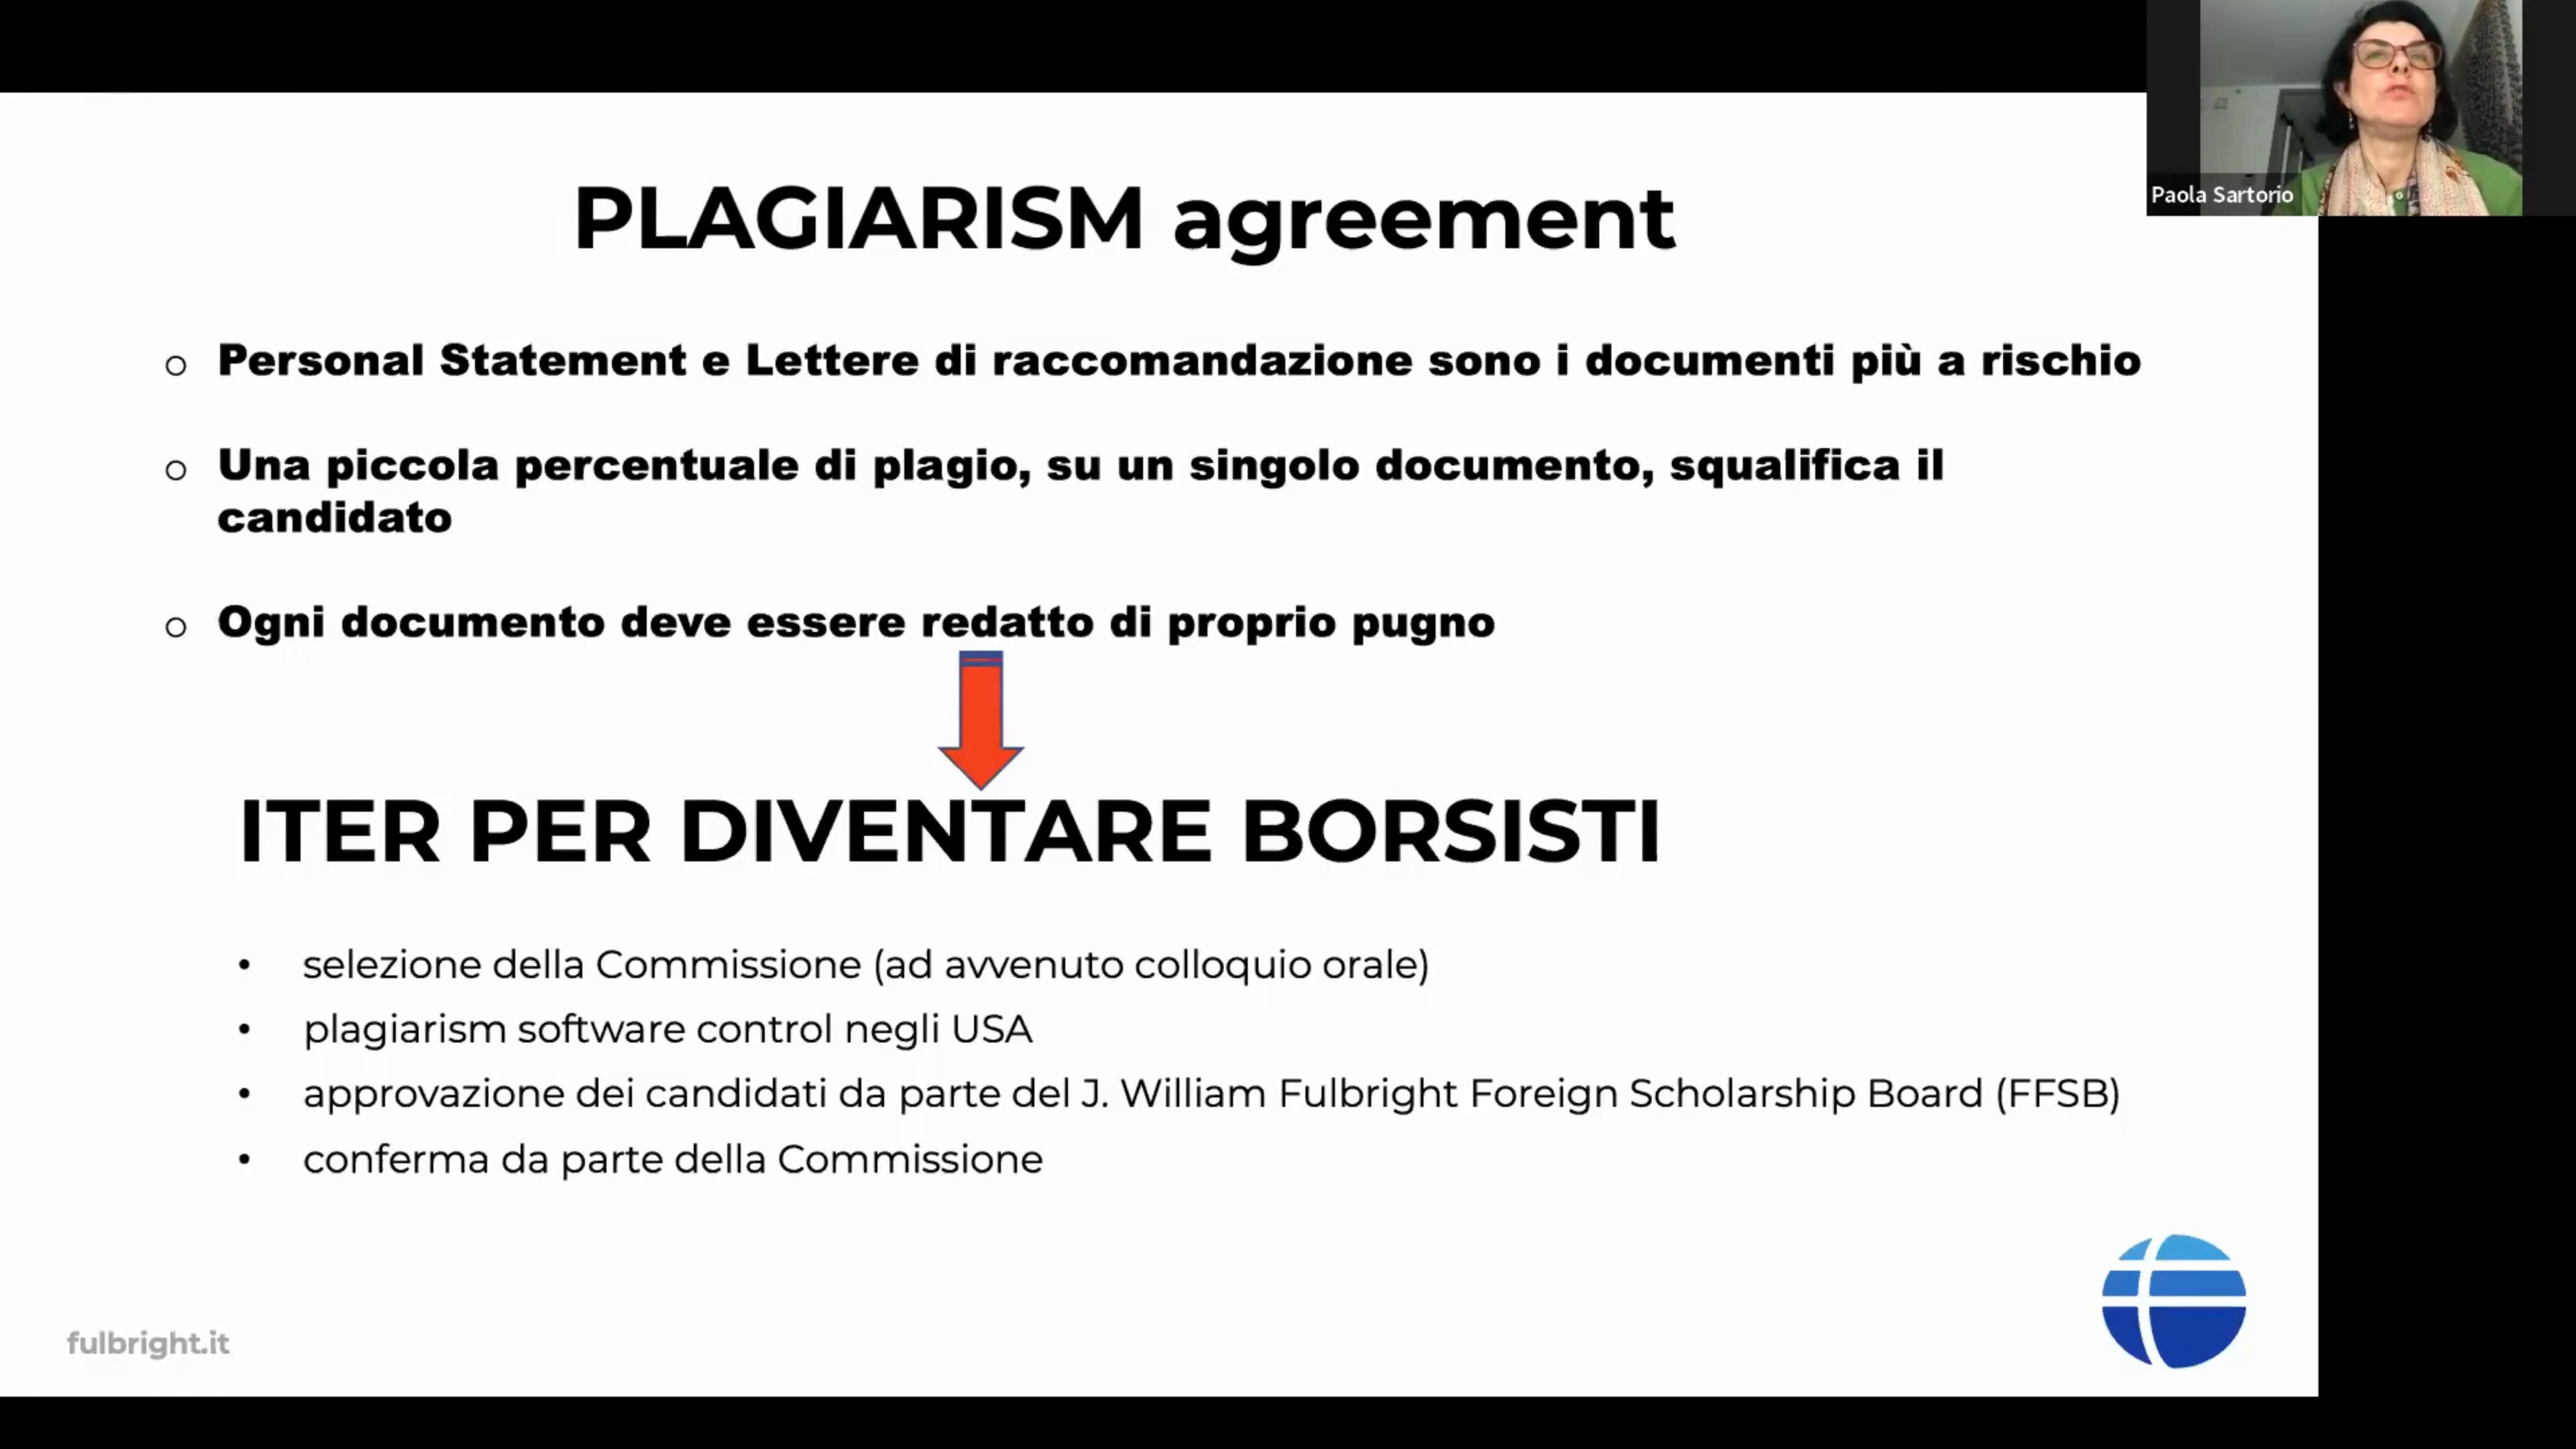 Paola Sartorio
PLAGIARISM agreement
Personal Statement e Lettere di raccomandazione sono i documenti più a rischio
Una piccola percentuale di plagio, su un singolo documento, squalifica il
candidato
Ogni documento deve essere redatto di proprio pugno
ITER PER DIVENTARE BORSISTI
selezione della Commissione (ad avvenuto colloquio orale)
plagiarism software control negli USA
approvazione dei candidati da parte del J. William Fulbright Foreign Scholarship Board (FFSB)
conferma da parte della Commissione
fulbright.it